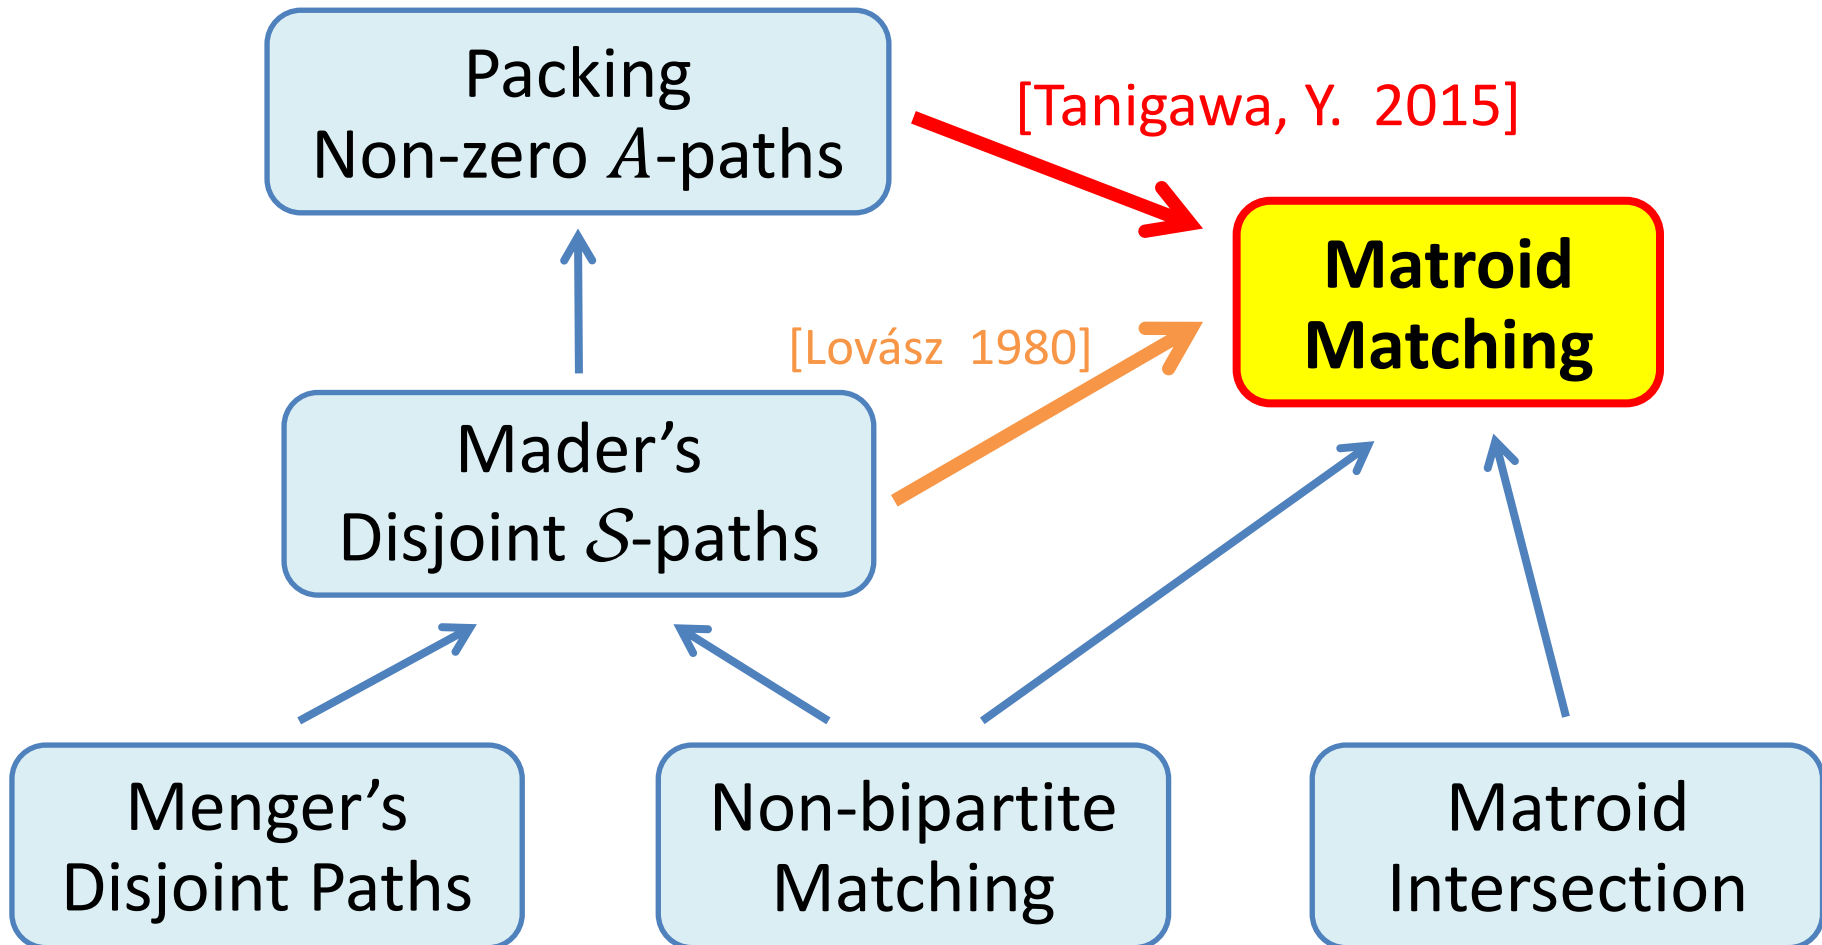 Packing
Non-zero A-paths
[Tanigawa, Y. 2015]
Matroid
Matching
[Lovász 1980]
Mader’s
Disjoint 𝒮-paths
Menger’s
Disjoint Paths
Non-bipartite
Matching
Matroid
Intersection